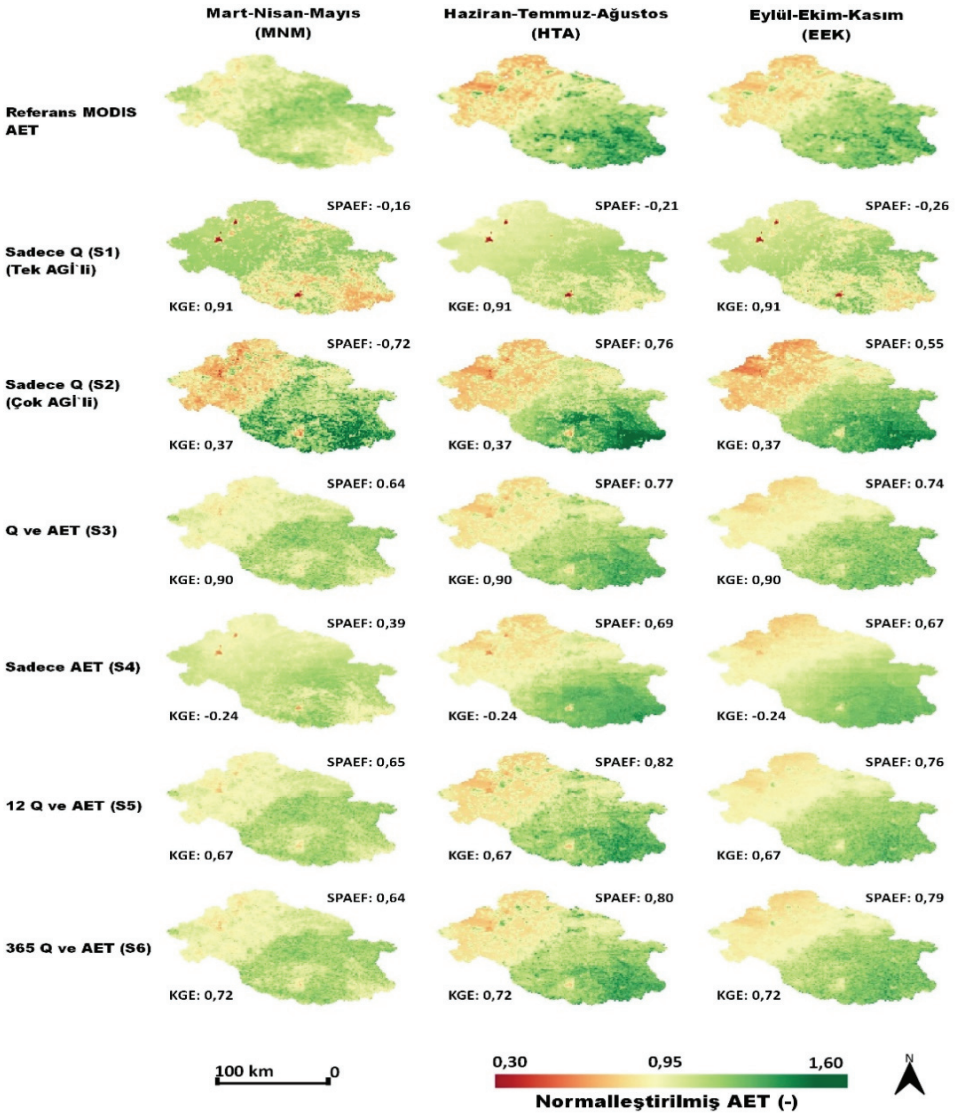 Mart-Nisan-Mayıs
(MNM)
Haziran-Temmuz-Ağustos
(HTA)
Eylül-Ekim-Kasım
(EEK)
Referans MODIS
AET
Sadece Q (S1)
(Tek AGİ`li)
SPAEF: -0,16
KGE: 0,91
SPAEF: -0,21
KGE: 0,91
SPAEF: -0,26
KGE: 0,91
Sadece Q (S2)
(Çok AGİ`li)
SPAEF: -0,72
KGE: 0,37
SPAEF: 0,76
KGE: 0,37
SPAEF: 0,55
KGE: 0,37
Q ve AET (S3)
SPAEF: 0.64
KGE: 0,90
SPAEF: 0.77
KGE: 0,90
SPAEF: 0.74
KGE: 0,90
Sadece AET (S4)
SPAEF: 0,39
KGE: -0.24
SPAEF: 0,69
KGE: -0.24
SPAEF: 0,67
KGE: -0.24
12 Q ve AET (S5)
SPAEF: 0,65
KGE: 0,67
SPAEF: 0,82
KGE: 0,67
SPAEF: 0,76
KGE: 0,67
365 Q ve AET (S6)
SPAEF: 0,64
KGE: 0,72
SPAEF: 0,80
KGE: 0,72
SPAEF: 0,79
KGE: 0,72
100 km 0
0,30 0,95 1,60
Normalleştirilmiş AET (-)
N